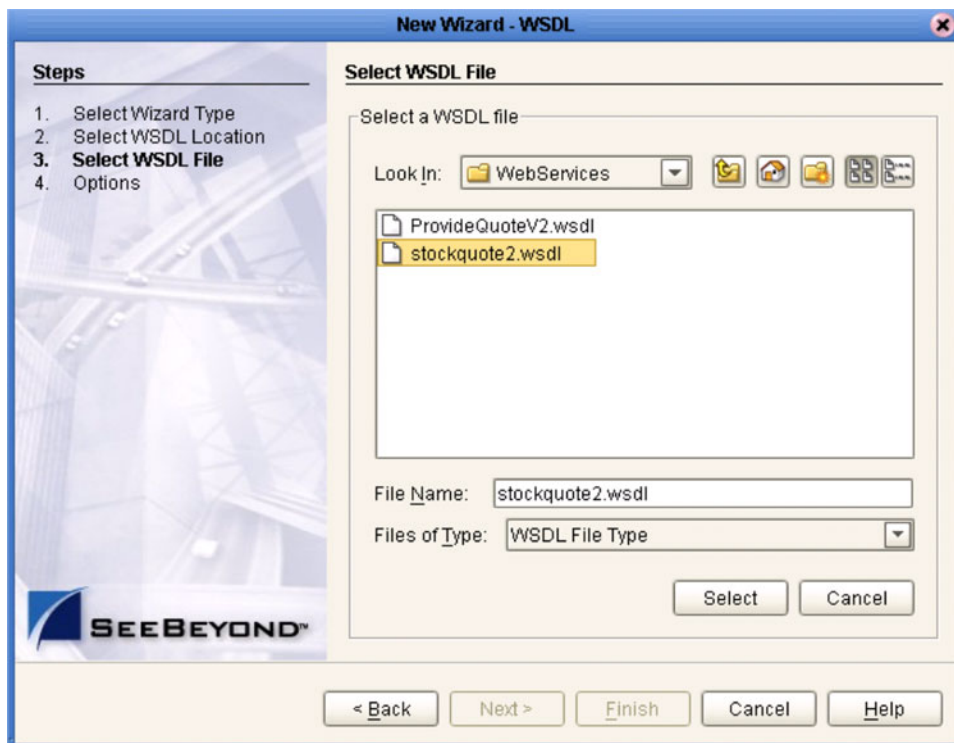 New Wizard - WSDL
Steps
1. Select Wizard Type
2. Select WSDL Location
3. Select WSDL File
4. Options
SEEBEYOND™
Select WSDL File
Select a WSDL file
Look In: WebServices
ProvideQuoteV2.wsdl
stockquote2.wsdl
File Name: stockquote2.wsdl
Files of Type: WSDL File Type
Select Cancel
< Back Next > Finish Cancel Help